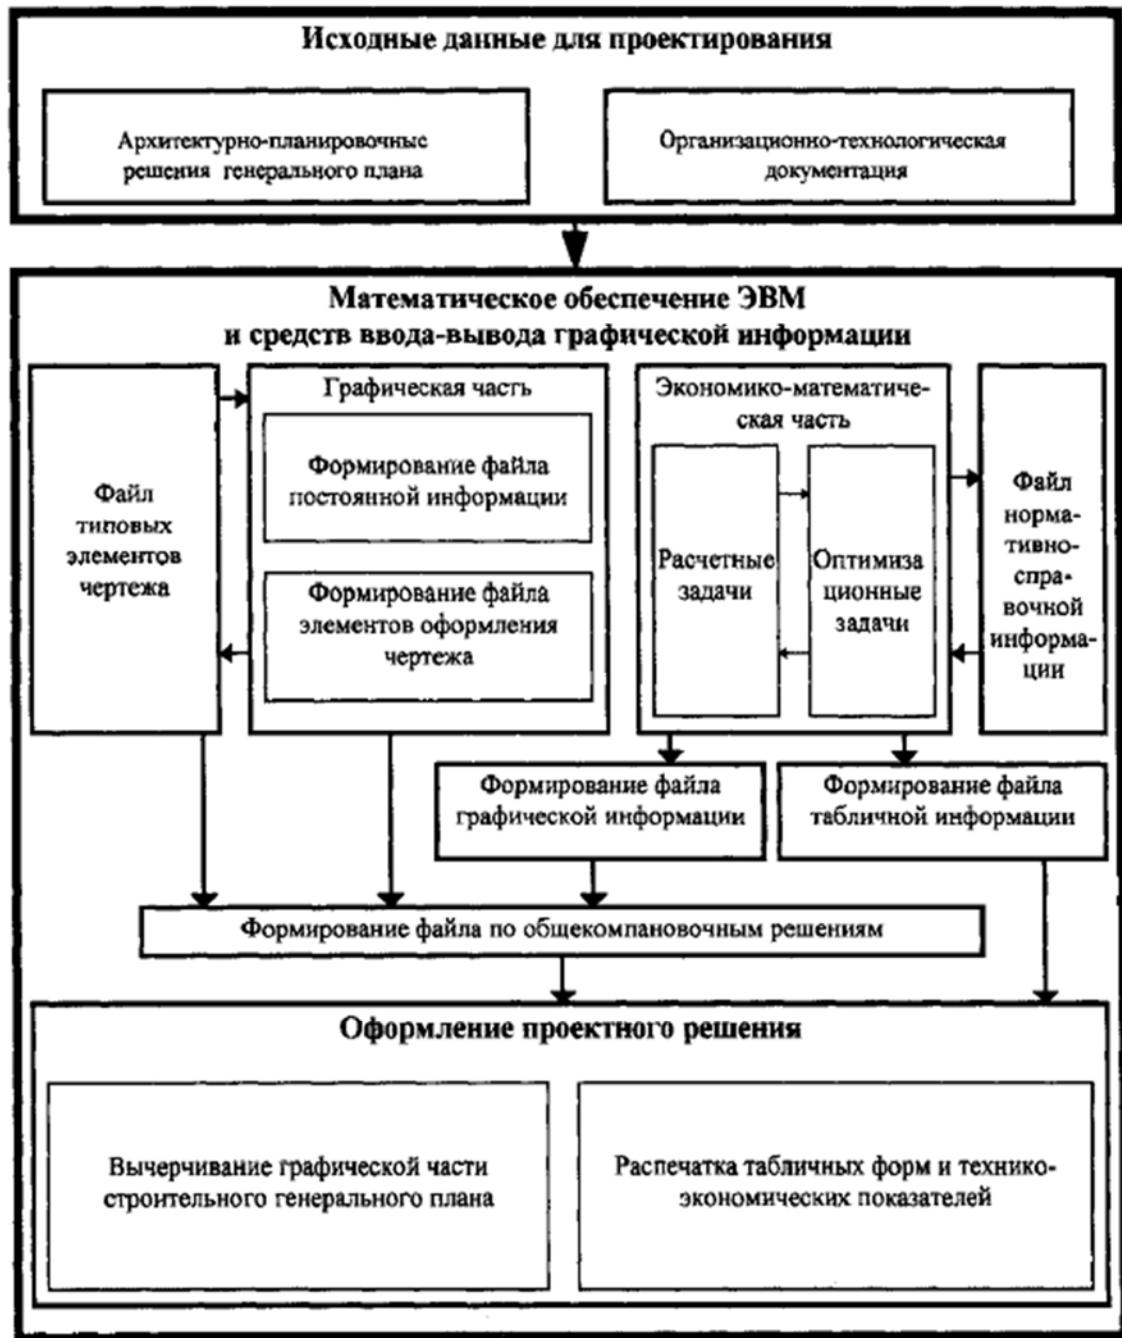 Исходные данные для проектирования
Архитектурно-планировочные
решения генерального плана
Организационно-технологическая
документация
Математическое обеспечение ЭВМ
и средств ввода-вывода графической информации
Файл
типовых
элементов
чертежа
Графическая часть
Формирование файла
постоянной информации
Формирование файла
элементов оформления
чертежа
Экономико-математиче-
ская часть
Расчетные
задачи
Оптимиза
ционные
задачи
Файл
норма-
тивно-
спра-
вочной
информа-
ции
Формирование файла
графической информации
Формирование файла
табличной информации
Формирование файла по общекомпановочным решениям
Оформление проектного решения
Вычерчивание графической части
строительного генерального плана
Распечатка табличных форм и технико-
экономических показателей